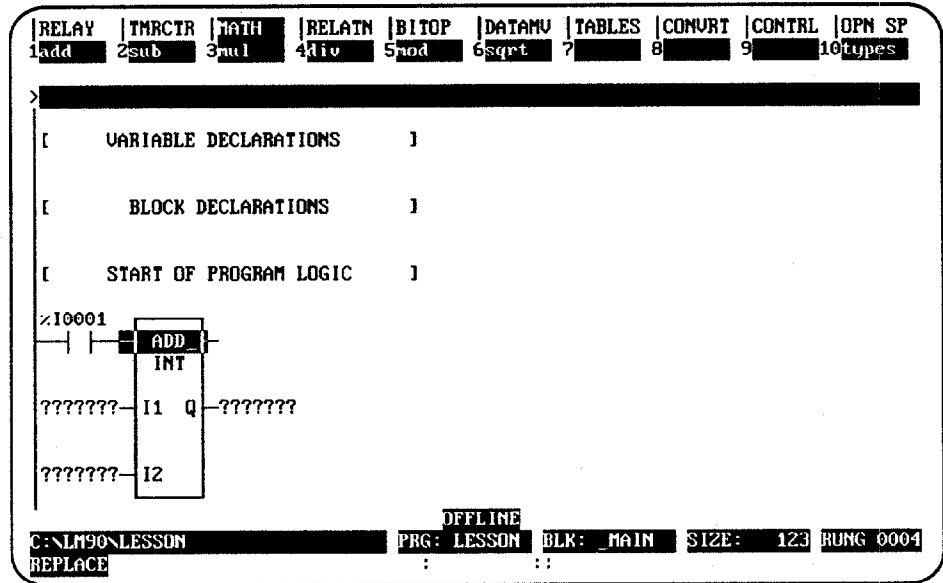 RELAY |TMRCTR |MATH |RELATN |BITOP |DATAMV |TABLES |CONVRT |CONTRL |OPN SP
1add 2sub 3mul 4div 5mod 6sqrt 7 8 9 10types
>
[ VARIABLE DECLARATIONS ]
[ BLOCK DECLARATIONS ]
[ START OF PROGRAM LOGIC ]
%I0001
ADD_
INT
???????I1 Q???????
???????I2
OFFLINE
C:\LM90\LESSON PRG: LESSON BLK: _MAIN SIZE: 123 RUNG 0004
REPLACE : ::